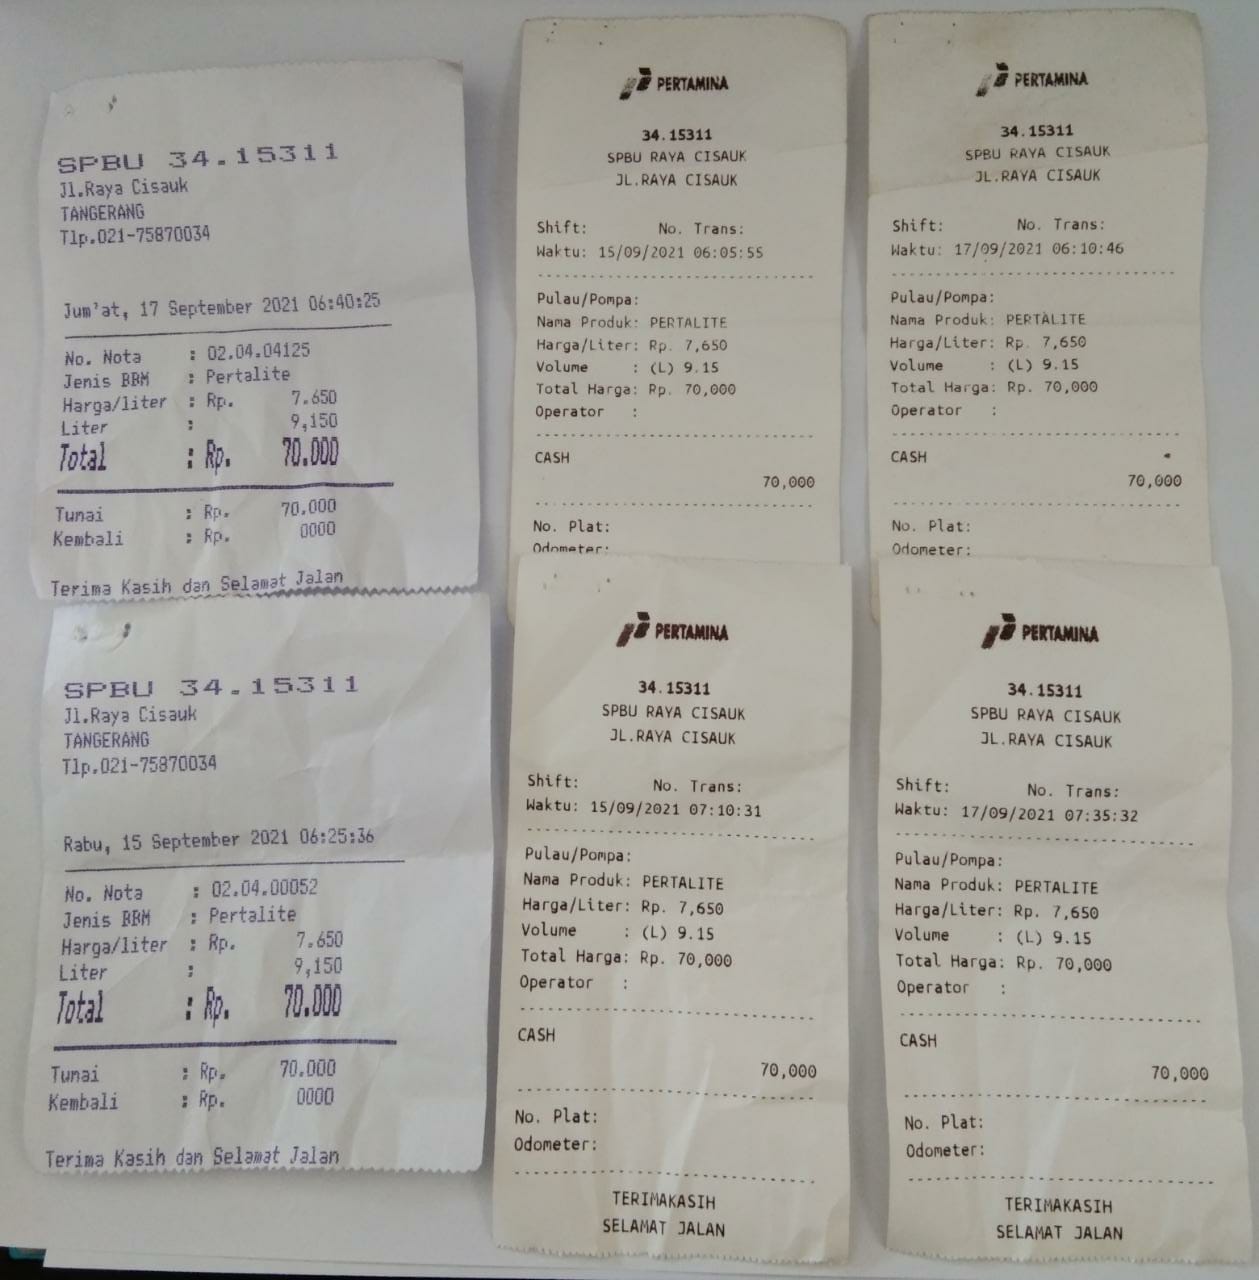 SPBU 34.15311
Jl.Raya Cisauk
TANGERANG
Tlp.021-75870034
Jum'at, 17 September 2021 06:40:25
No. Nota : 02.04.04125
Jenis BBM : Pertalite
Harga/liter : Rp. 7.650
Liter : 9,150
Total : Rp. 70.000
Tunai : Rp. 70.000
Kembali : Rp. 0000
Terima Kasih dan Selamat Jalan
PERTAMINA
34.15311
SPBU RAYA CISAUK
JL.RAYA CISAUK
Shift: No. Trans:
Waktu: 15/09/2021 06:05:55
Pulau/Pompa:
Nama Produk: PERTALITE
Harga/Liter: Rp. 7,650
Volume : (L) 9.15
Total Harga: Rp. 70,000
Operator :
CASH
70,000
No. Plat:
Odometer:
PERTAMINA
34.15311
SPBU RAYA CISAUK
JL.RAYA CISAUK
Shift: No. Trans:
Waktu: 17/09/2021 06:10:46
Pulau/Pompa:
Nama Produk: PERTALITE
Harga/Liter: Rp. 7,650
Volume : (L) 9.15
Total Harga: Rp. 70,000
Operator :
CASH
70,000
No. Plat:
Odometer:
SPBU 34.15311
Jl.Raya Cisauk
TANGERANG
Tlp.021-75870034
Rabu, 15 September 2021 06:25:36
No. Nota : 02.04.00052
Jenis BBM : Pertalite
Harga/liter : Rp. 7.650
Liter : 9,150
Total : Rp. 70.000
Tunai : Rp. 70.000
Kembali : Rp. 0000
Terima Kasih dan Selamat Jalan
PERTAMINA
34.15311
SPBU RAYA CISAUK
JL.RAYA CISAUK
Shift: No. Trans:
Waktu: 15/09/2021 07:10:31
Pulau/Pompa:
Nama Produk: PERTALITE
Harga/Liter: Rp. 7,650
Volume : (L) 9.15
Total Harga: Rp. 70,000
Operator :
CASH
70,000
No. Plat:
Odometer:
TERIMAKASIH
SELAMAT JALAN
PERTAMINA
34.15311
SPBU RAYA CISAUK
JL.RAYA CISAUK
Shift: No. Trans:
Waktu: 17/09/2021 07:35:32
Pulau/Pompa:
Nama Produk: PERTALITE
Harga/Liter: Rp. 7,650
Volume : (L) 9.15
Total Harga: Rp. 70,000
Operator :
CASH
70,000
No. Plat:
Odometer:
TERIMAKASIH
SELAMAT JALAN